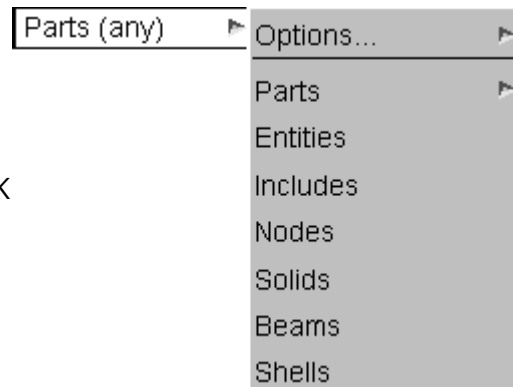 Parts (any)
Options...
Parts
Entities
K
Includes
Nodes
Solids
Beams
Shells